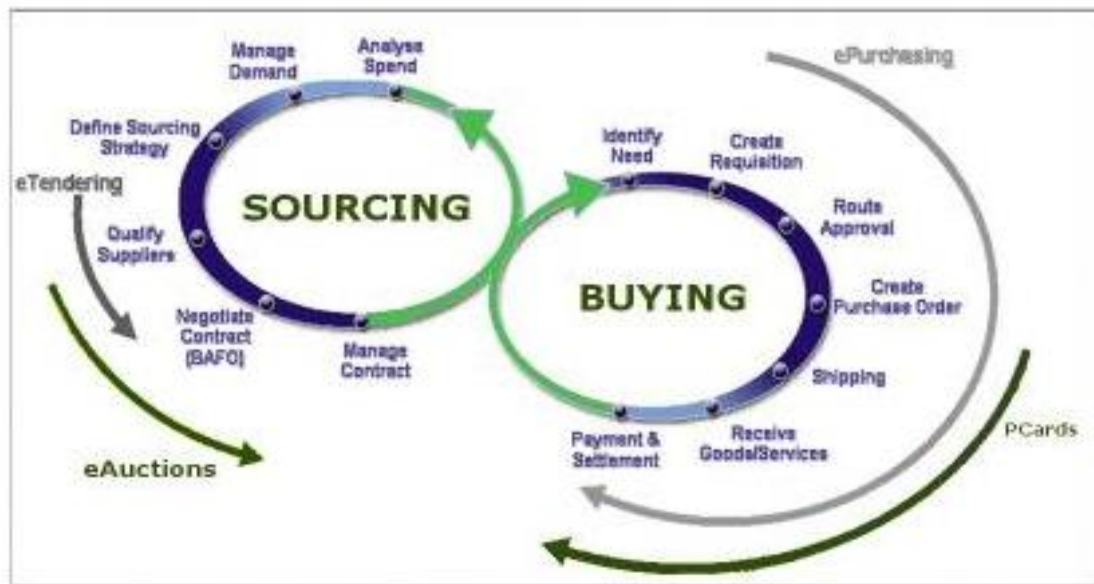 Manage
Demand
Analyse
Spend
ePurchasing
Define Sourcing
Strategy
Identify
Need
Create
Requisition
eTendering
SOURCING
Route
Approval
Qualify
Suppliers
BUYING
Create
Purchase Order
Negotiate
Contract
(BAFO)
Manage
Contract
Shipping
PCards
Payment &
Settlement
Receive
Goods/Services
eAuctions